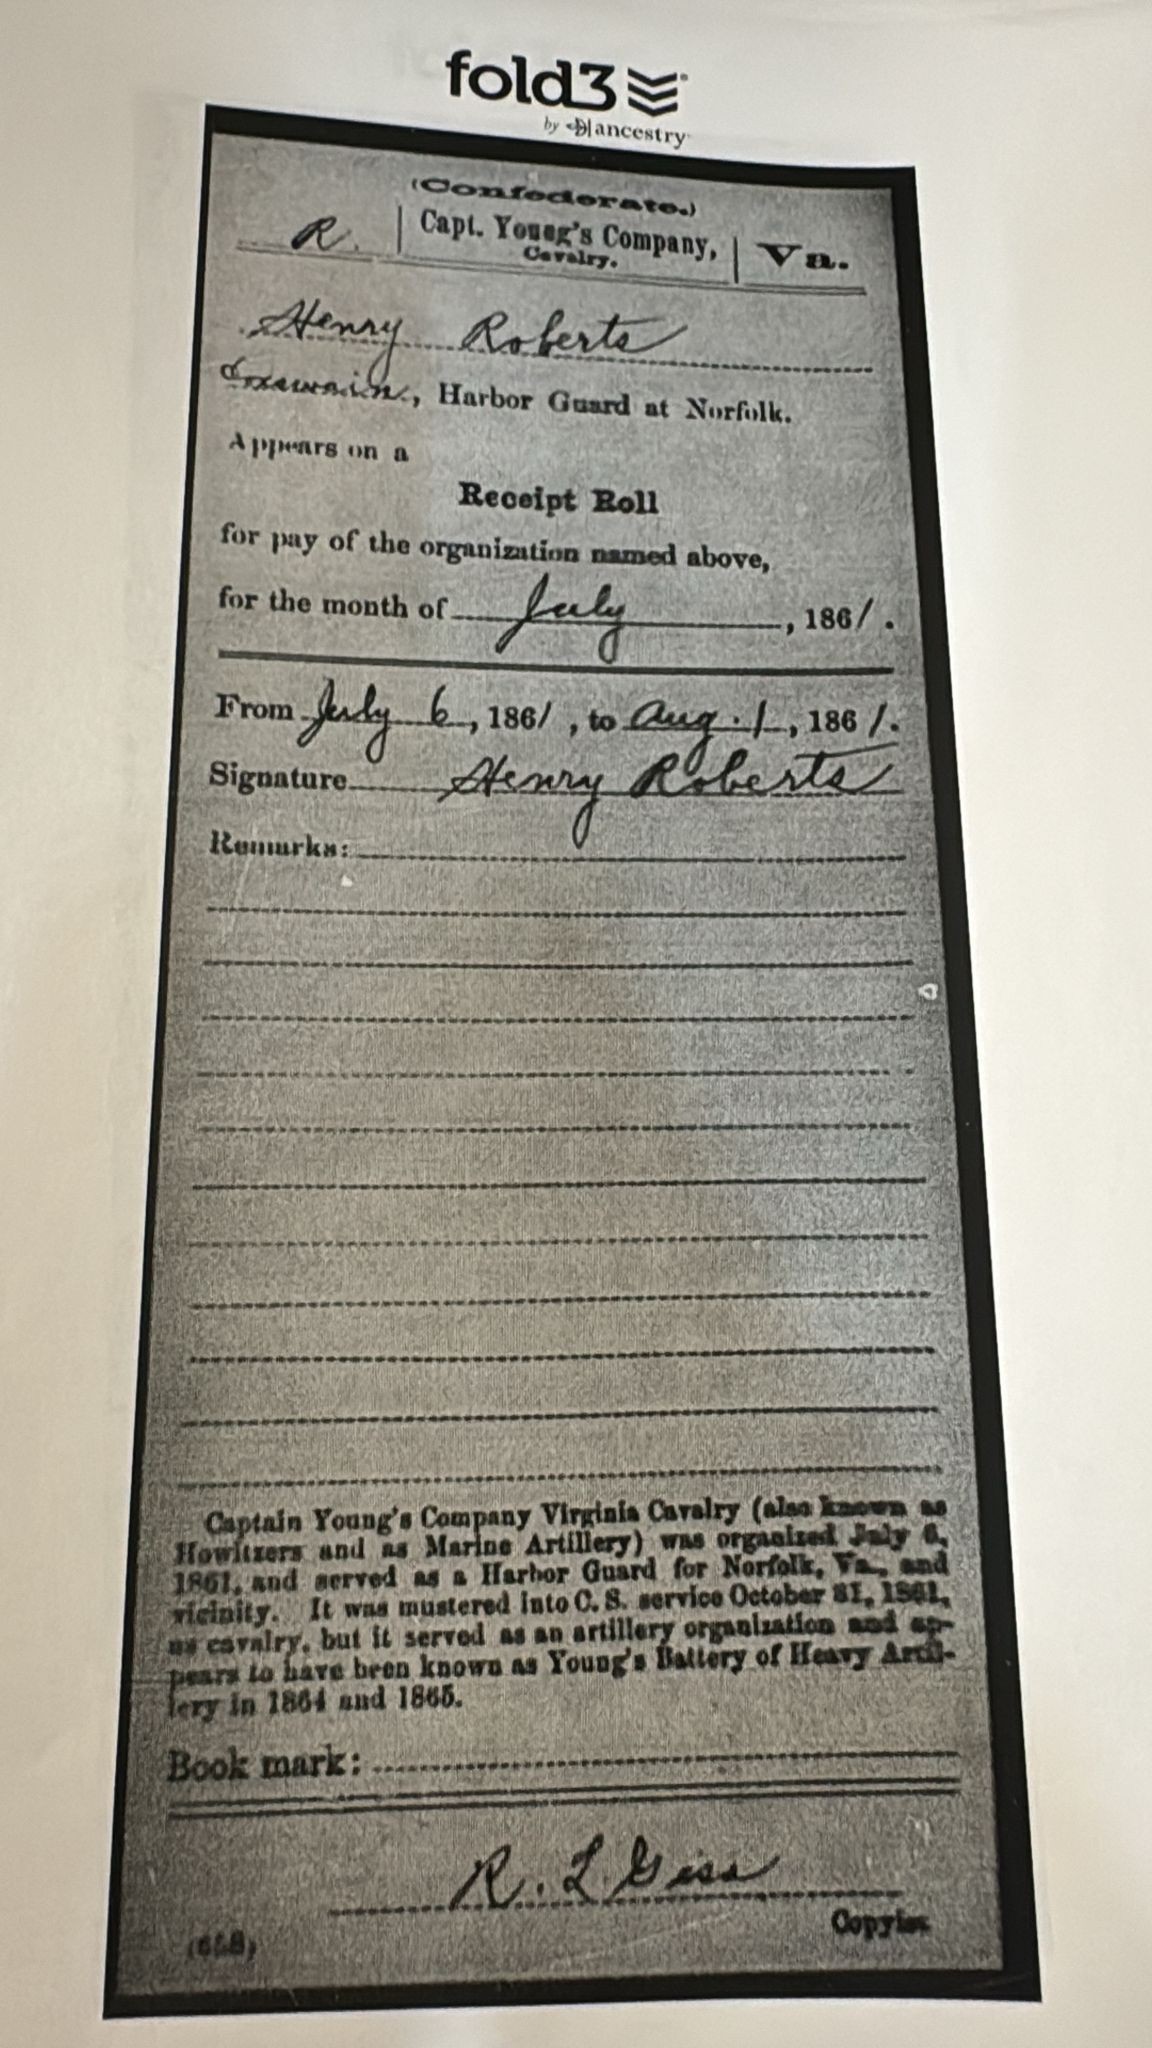 fold3
by ancestry
(Confederate.)
R. | Capt. Young's Company, | Va.
Cavalry.
Henry Roberts
Coxswain, Harbor Guard at Norfolk.
Appears on a
Receipt Roll
for pay of the organization named above,
for the month of July, 1861.
From July 6, 1861, to Aug. 1, 1861.
Signature Henry Roberts
Remarks:
Captain Young's Company Virginia Cavalry (also known as
Howitzers and as Marine Artillery) was organized July 6,
1861, and served as a Harbor Guard for Norfolk, Va., and
vicinity. It was mustered into C. S. service October 31, 1861,
as cavalry, but it served as an artillery organization and ap-
pears to have been known as Young's Battery of Heavy Artil-
lery in 1864 and 1865.
Book mark:
R. L.
Copyist.